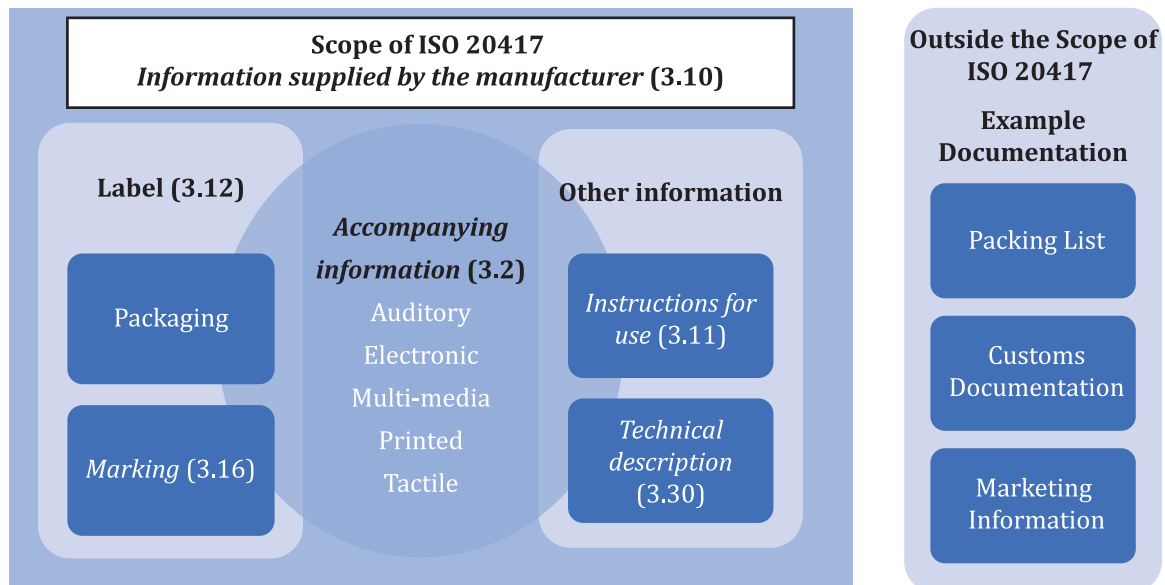 Scope of ISO 20417
Information supplied by the manufacturer (3.10)
Label (3.12)
Packaging
Marking (3.16)
Accompanying
information (3.2)
Auditory
Electronic
Multi-media
Printed
Tactile
Other information
Instructions for
use (3.11)
Technical
description
(3.30)
Outside the Scope of
ISO 20417
Example
Documentation
Packing List
Customs
Documentation
Marketing
Information